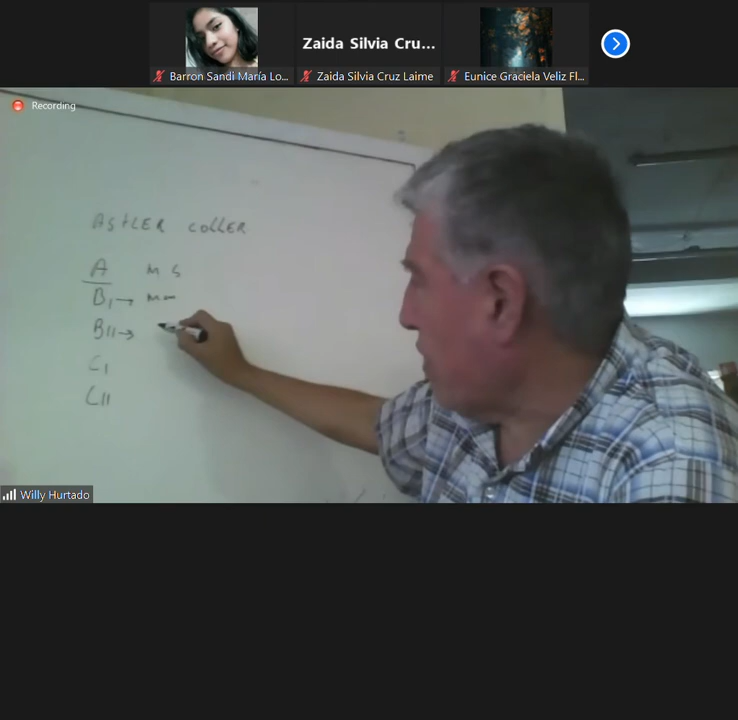 Zaida Silvia Cru...
Barron Sandi María Lo...
Zaida Silvia Cruz Laime
Eunice Graciela Veliz Fl...
Recording
ASTLER COLLER
A m s
B1→ m
B11→
C1
C11
Willy Hurtado